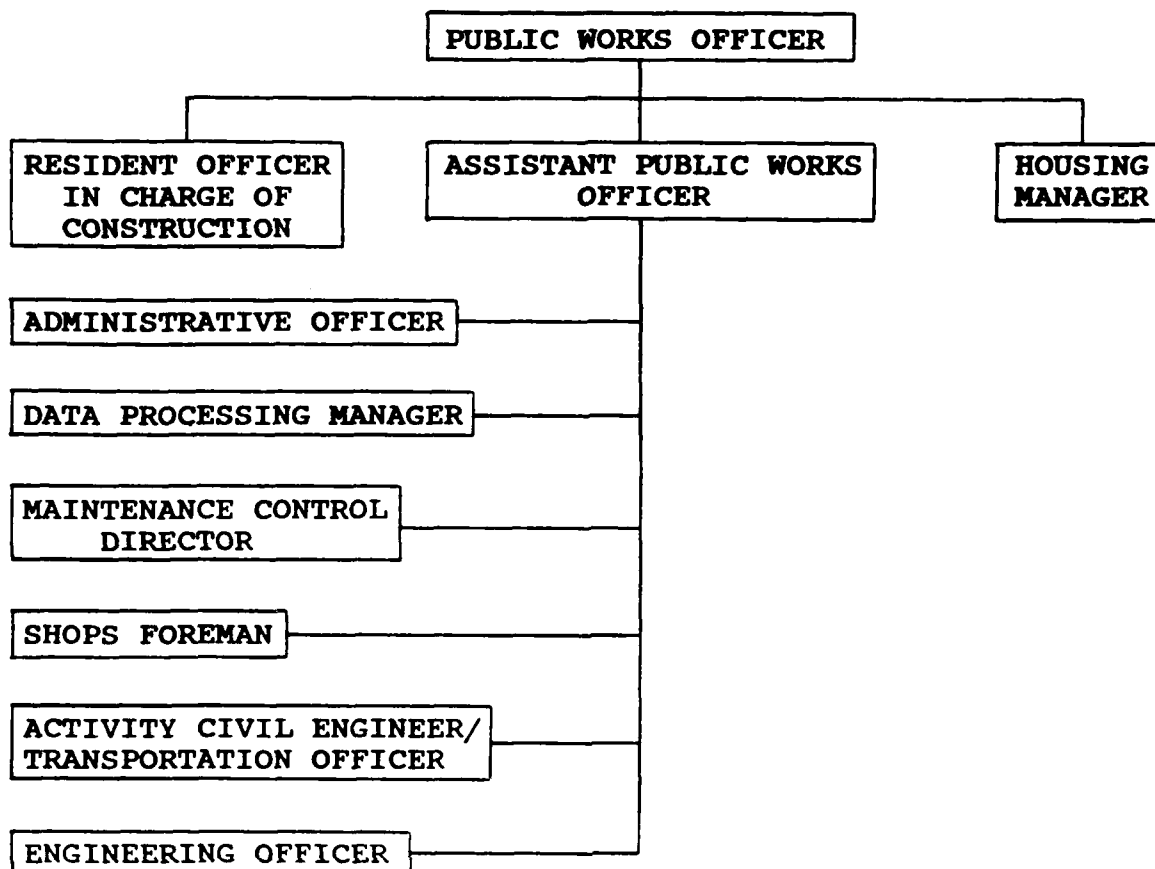 PUBLIC WORKS OFFICER
RESIDENT OFFICER
IN CHARGE OF
CONSTRUCTION
ASSISTANT PUBLIC WORKS
OFFICER
HOUSING
MANAGER
ADMINISTRATIVE OFFICER
DATA PROCESSING MANAGER
MAINTENANCE CONTROL
DIRECTOR
SHOPS FOREMAN
ACTIVITY CIVIL ENGINEER/
TRANSPORTATION OFFICER
ENGINEERING OFFICER